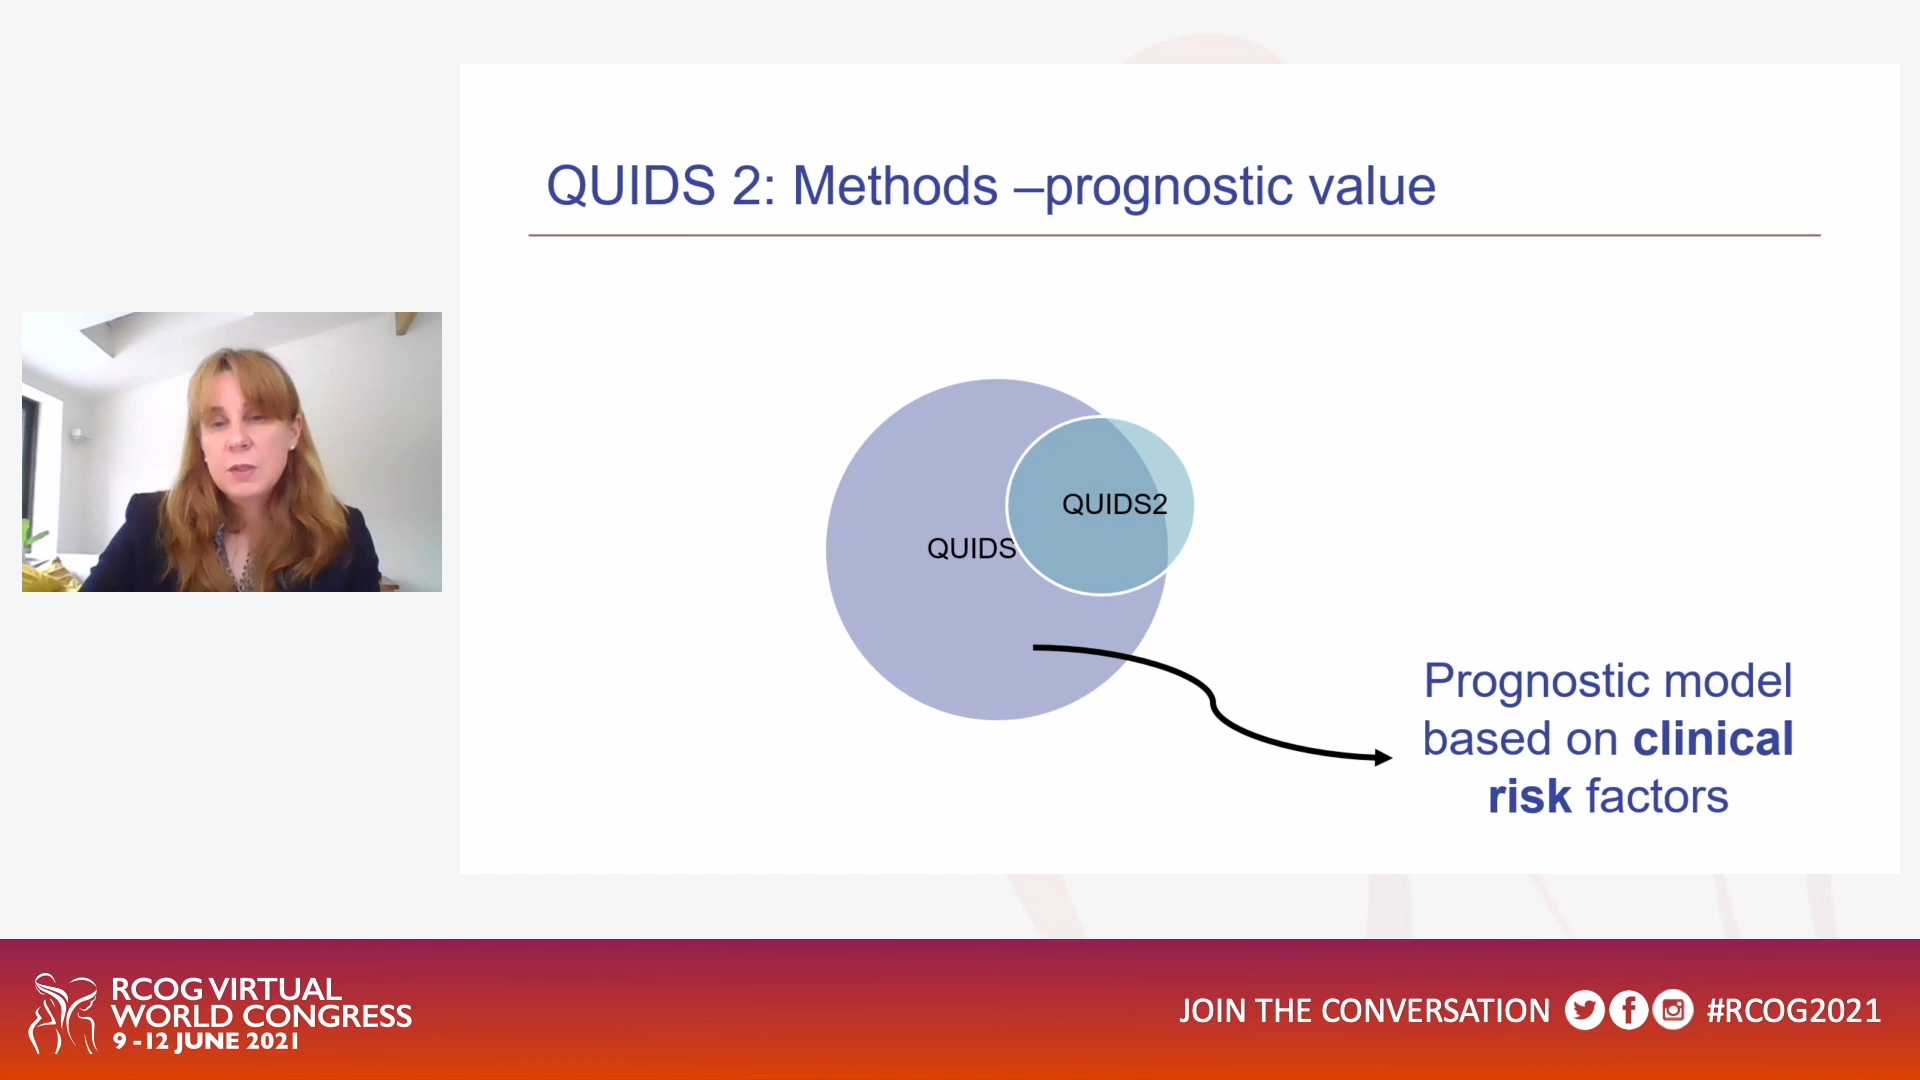 QUIDS 2: Methods –prognostic value
QUIDS2
QUIDS
Prognostic model
based on clinical
risk factors
RCOG VIRTUAL
WORLD CONGRESS
9 - 12 JUNE 2021
JOIN THE CONVERSATION #RCOG2021